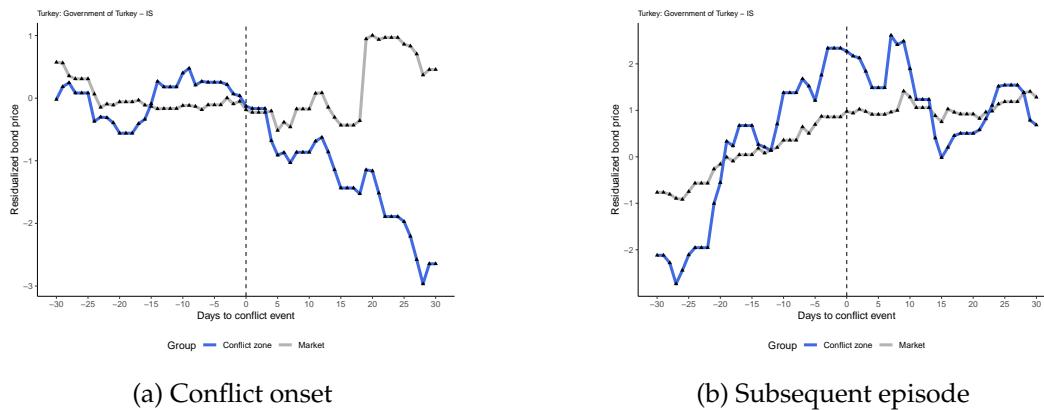 Turkey: Government of Turkey – IS
Residualized bond price
1
0
−1
−2
−3
−30 −25 −20 −15 −10 −5 0 5 10 15 20 25 30
Days to conflict event
Group Conflict zone Market
(a) Conflict onset
Turkey: Government of Turkey – IS
Residualized bond price
2
1
0
−1
−2
−30 −25 −20 −15 −10 −5 0 5 10 15 20 25 30
Days to conflict event
Group Conflict zone Market
(b) Subsequent episode